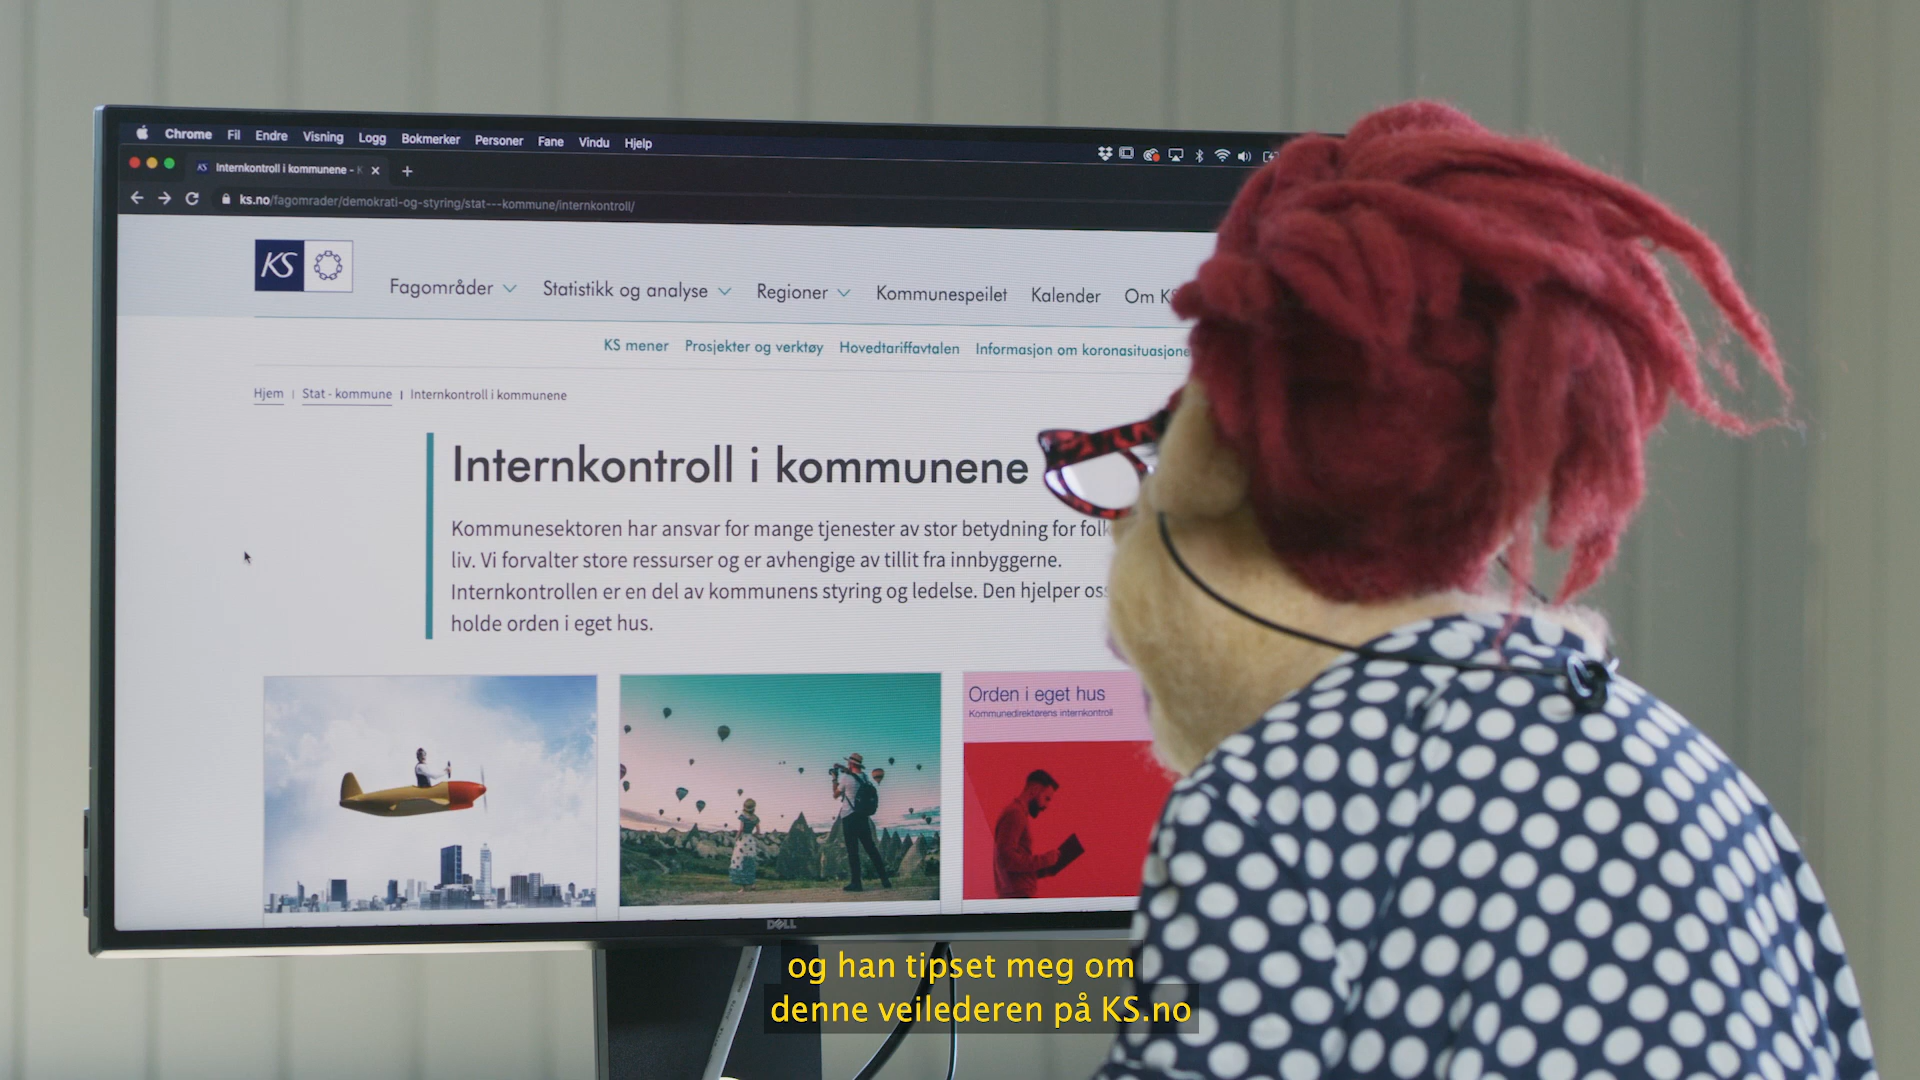 Chrome Fil Endre Visning Logg Bokmerker Personer Fane Vindu Hjelp
KS Internkontroll i kommunene -
ks.no/fagomrader/demokrati-og-styring/stat---kommune/internkontroll/
KS
Fagområder Statistikk og analyse Regioner Kommunespeilet Kalender Om KS
KS mener Prosjekter og verktøy Hovedtariffavtalen Informasjon om koronasituasjone
Hjem | Stat - kommune | Internkontroll i kommunene
Internkontroll i kommunene
Kommunesektoren har ansvar for mange tjenester av stor betydning for folk
liv. Vi forvalter store ressurser og er avhengige av tillit fra innbyggerne.
Internkontrollen er en del av kommunens styring og ledelse. Den hjelper oss
holde orden i eget hus.
Orden i eget hus
Kommunedirektørens internkontroll
DELL
og han tipset meg om
denne veilederen på KS.no